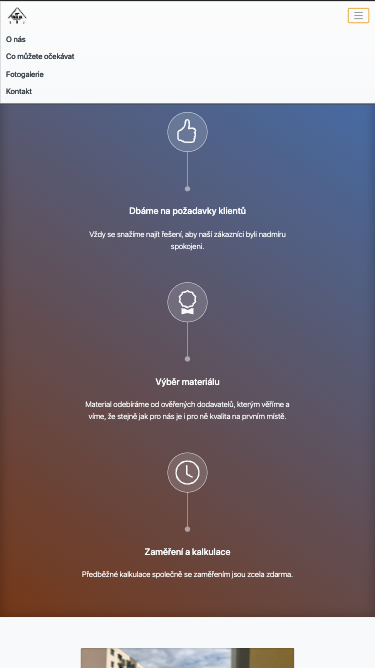 O nás
Co můžete očekávat
Fotogalerie
Kontakt
Dbáme na požadavky klientů
Vždy se snažíme najít řešení, aby naší zákazníci byli nadmíru
spokojeni.
Výběr materiálu
Material odebíráme od ověřených dodavatelů, kterým věříme a
víme, že stejně jak pro nás je i pro ně kvalita na prvním místě.
Zaměření a kalkulace
Předběžné kalkulace společně se zaměřením jsou zcela zdarma.